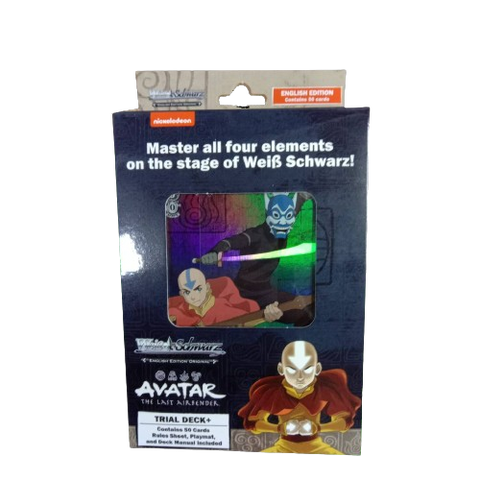 Weiß Schwarz
ENGLISH EDITION
Contains 50 cards
nickelodeon
Master all four elements
on the stage of Weiß Schwarz!
0
Weiß Schwarz
ENGLISH EDITION ORIGINAL
AVATAR
THE LAST AIRBENDER
TRIAL DECK+
Contains 50 Cards
Rules Sheet, Playmat,
and Deck Manual included